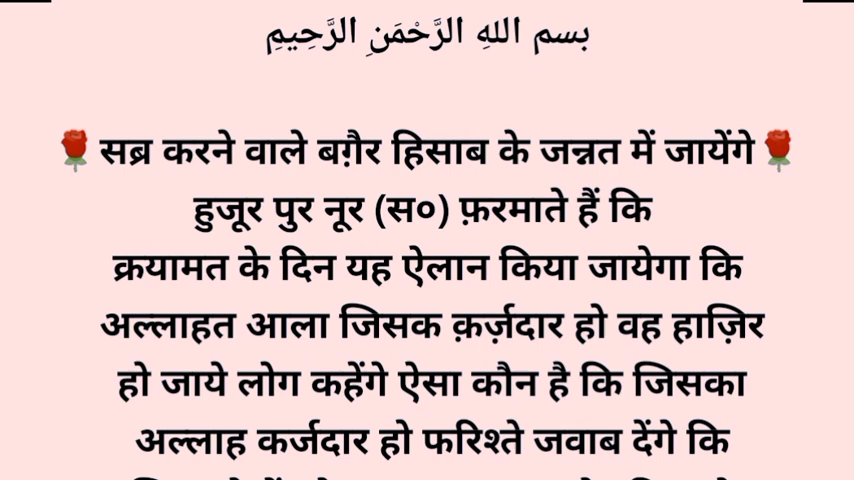 بسم اللهِ الرَّحْمَنِ الرَّحِيمِ
🌹सब्र करने वाले बग़ैर हिसाब के जन्नत में जायेंगे🌹
हुजूर पुर नूर (स०) फ़रमाते हैं कि
क्रयामत के दिन यह ऐलान किया जायेगा कि
अल्लाहत आला जिसक क़र्ज़दार हो वह हाज़िर
हो जाये लोग कहेंगे ऐसा कौन है कि जिसका
अल्लाह कर्जदार हो फरिश्ते जवाब देंगे कि